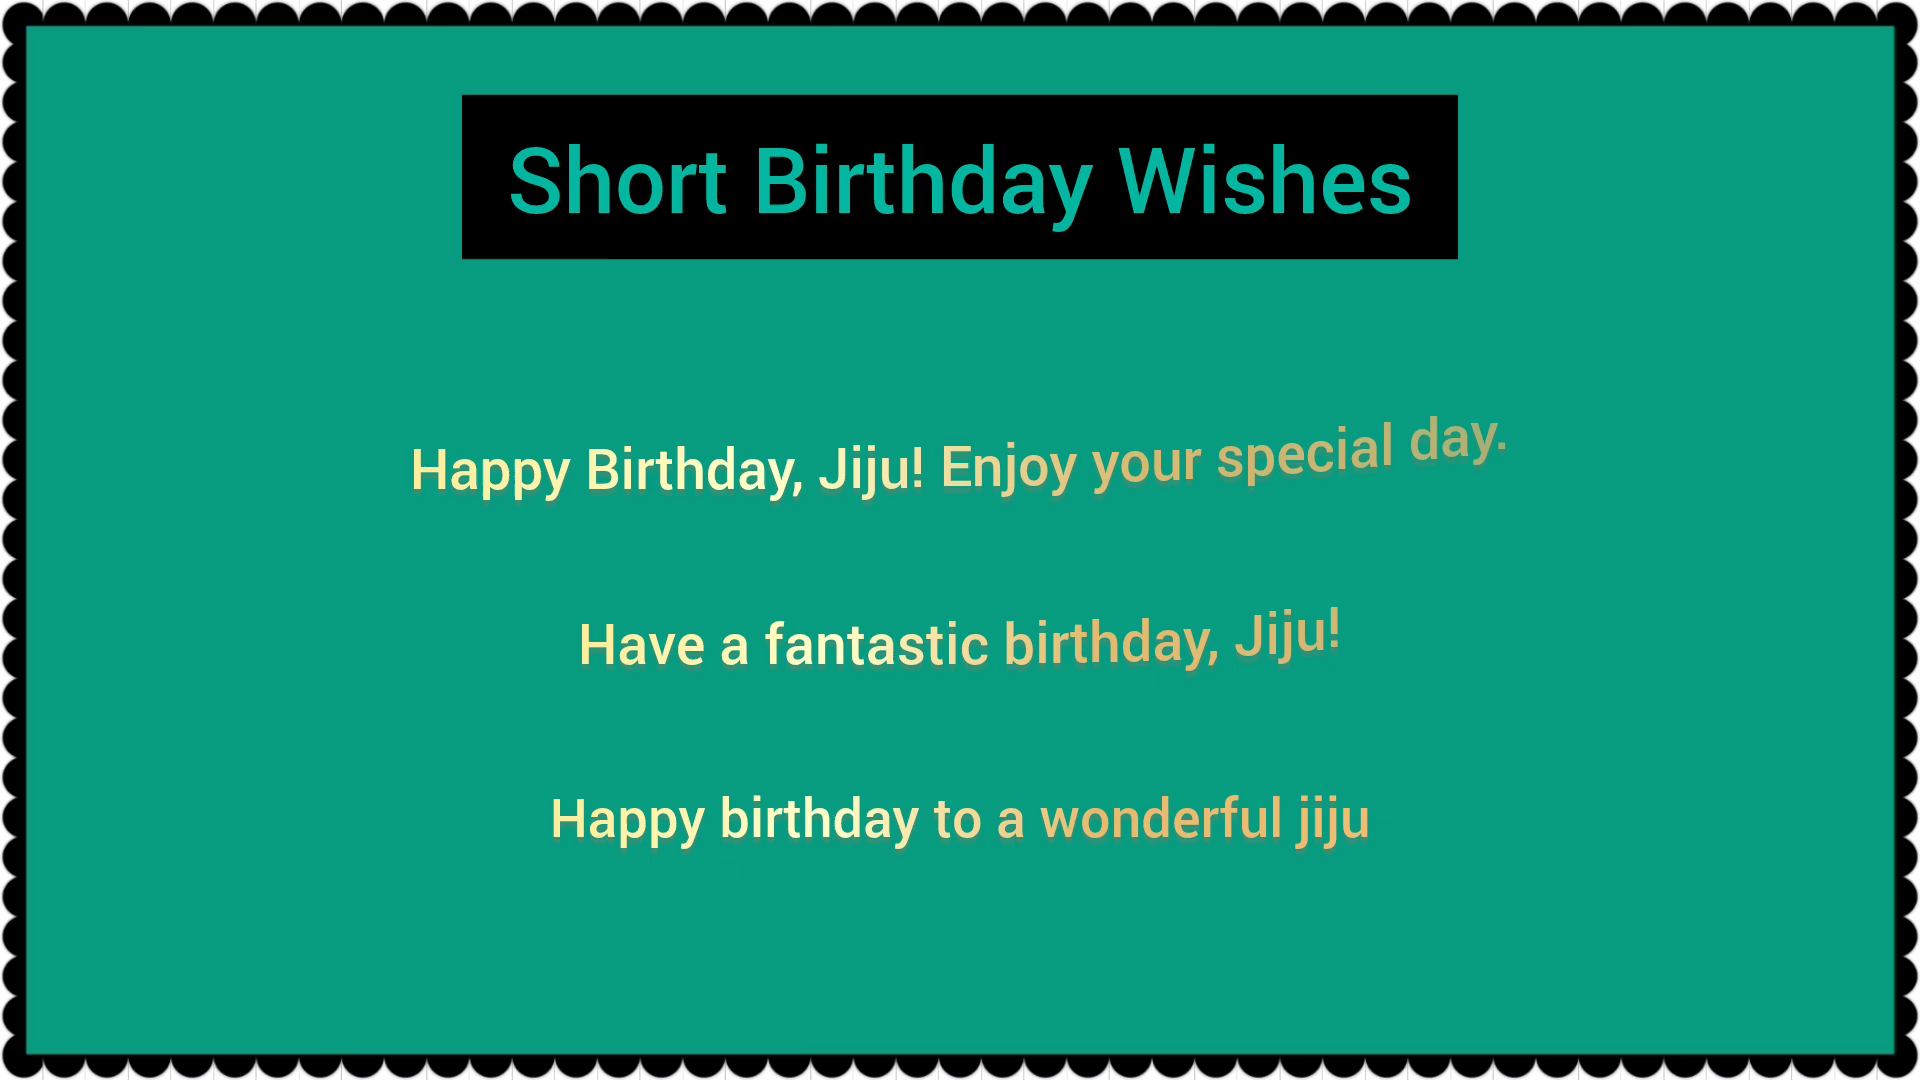 Short Birthday Wishes
Happy Birthday, Jiju! Enjoy your special day.
Have a fantastic birthday, Jiju!
Happy birthday to a wonderful jiju